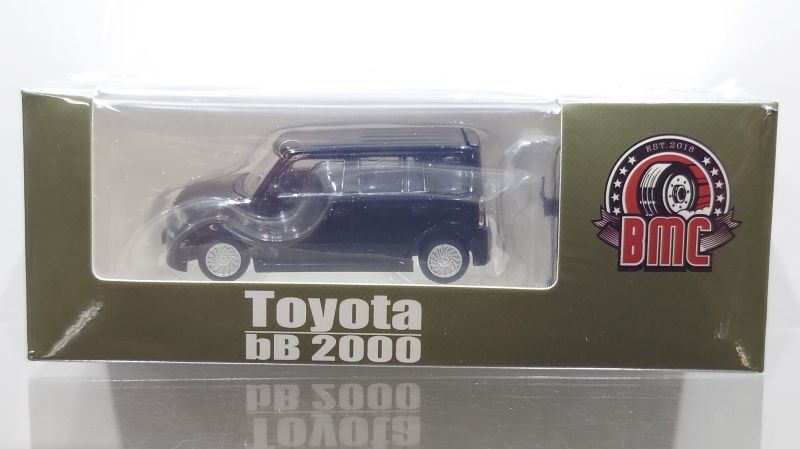 EST.2018
BMC
Toyota
bB 2000